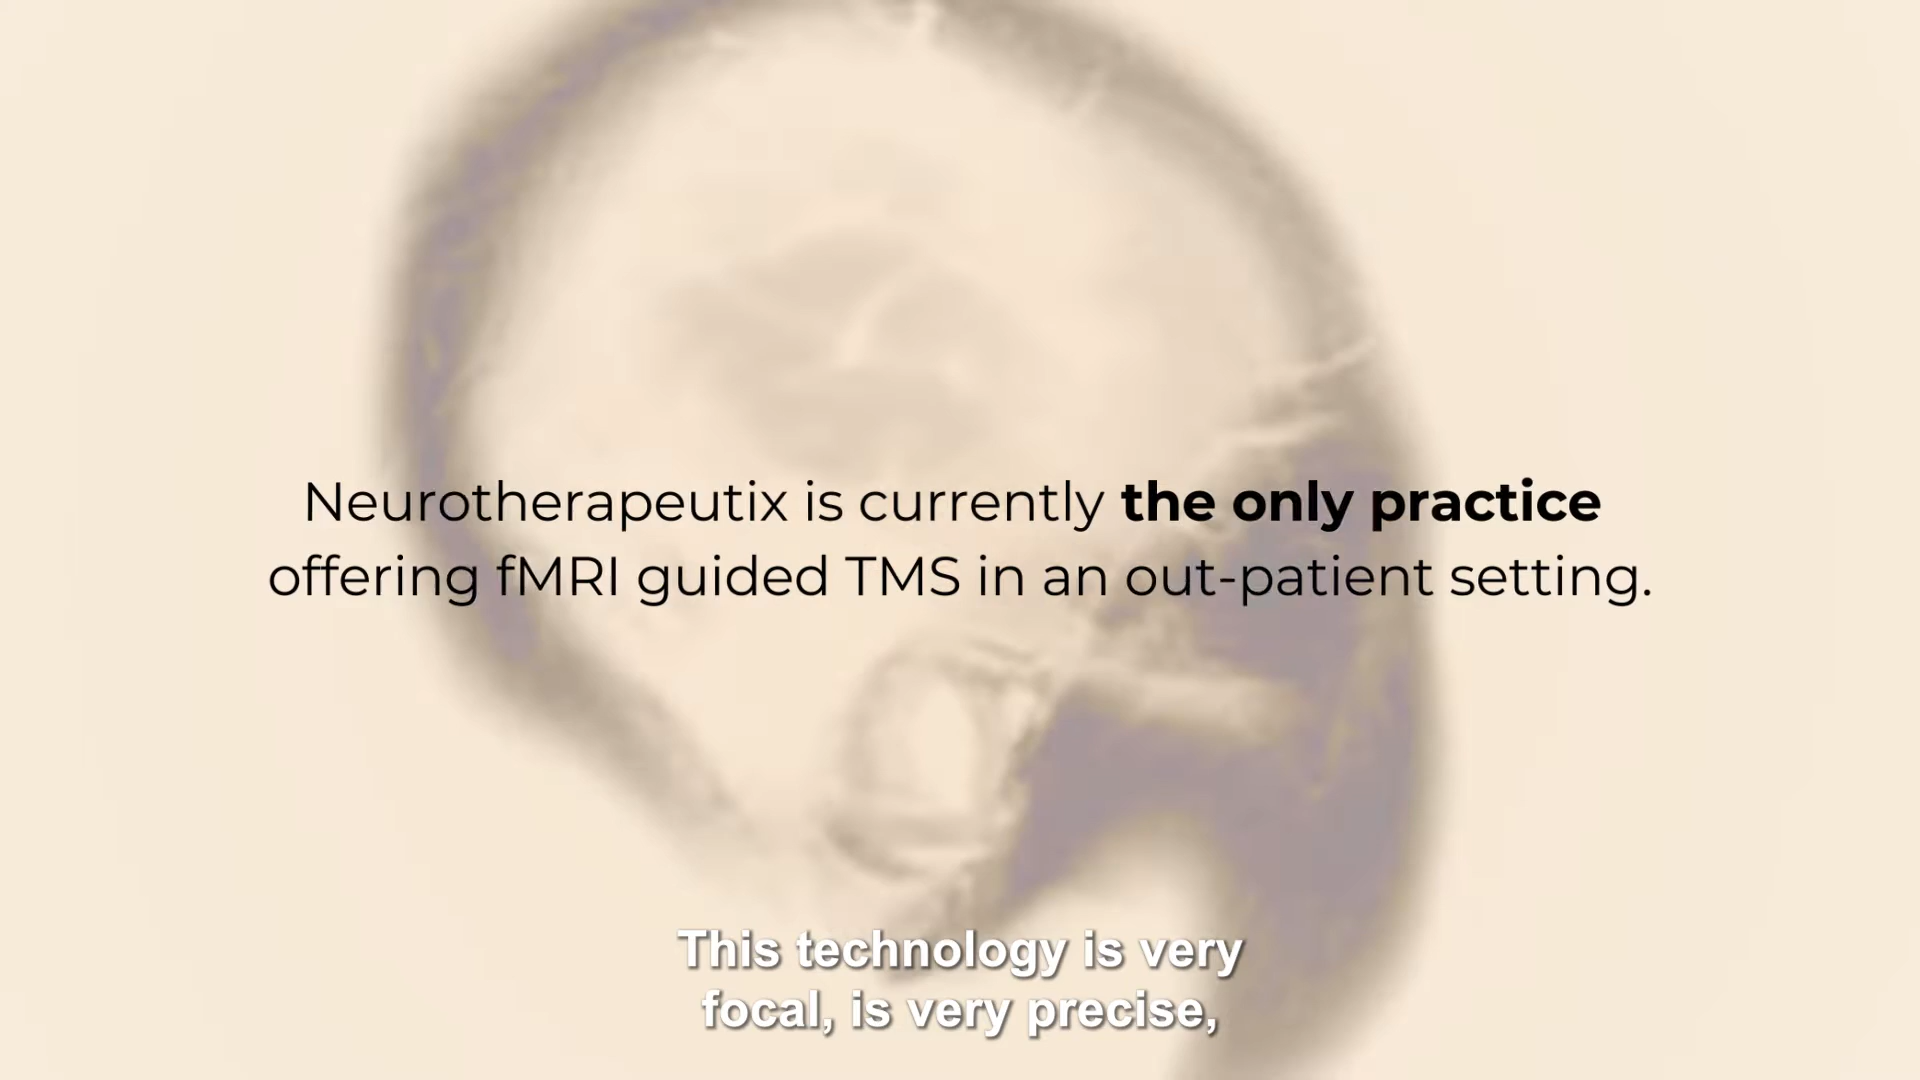 Neurotherapeutix is currently the only practice
offering fMRI guided TMS in an out-patient setting.
This technology is very
focal, is very precise,